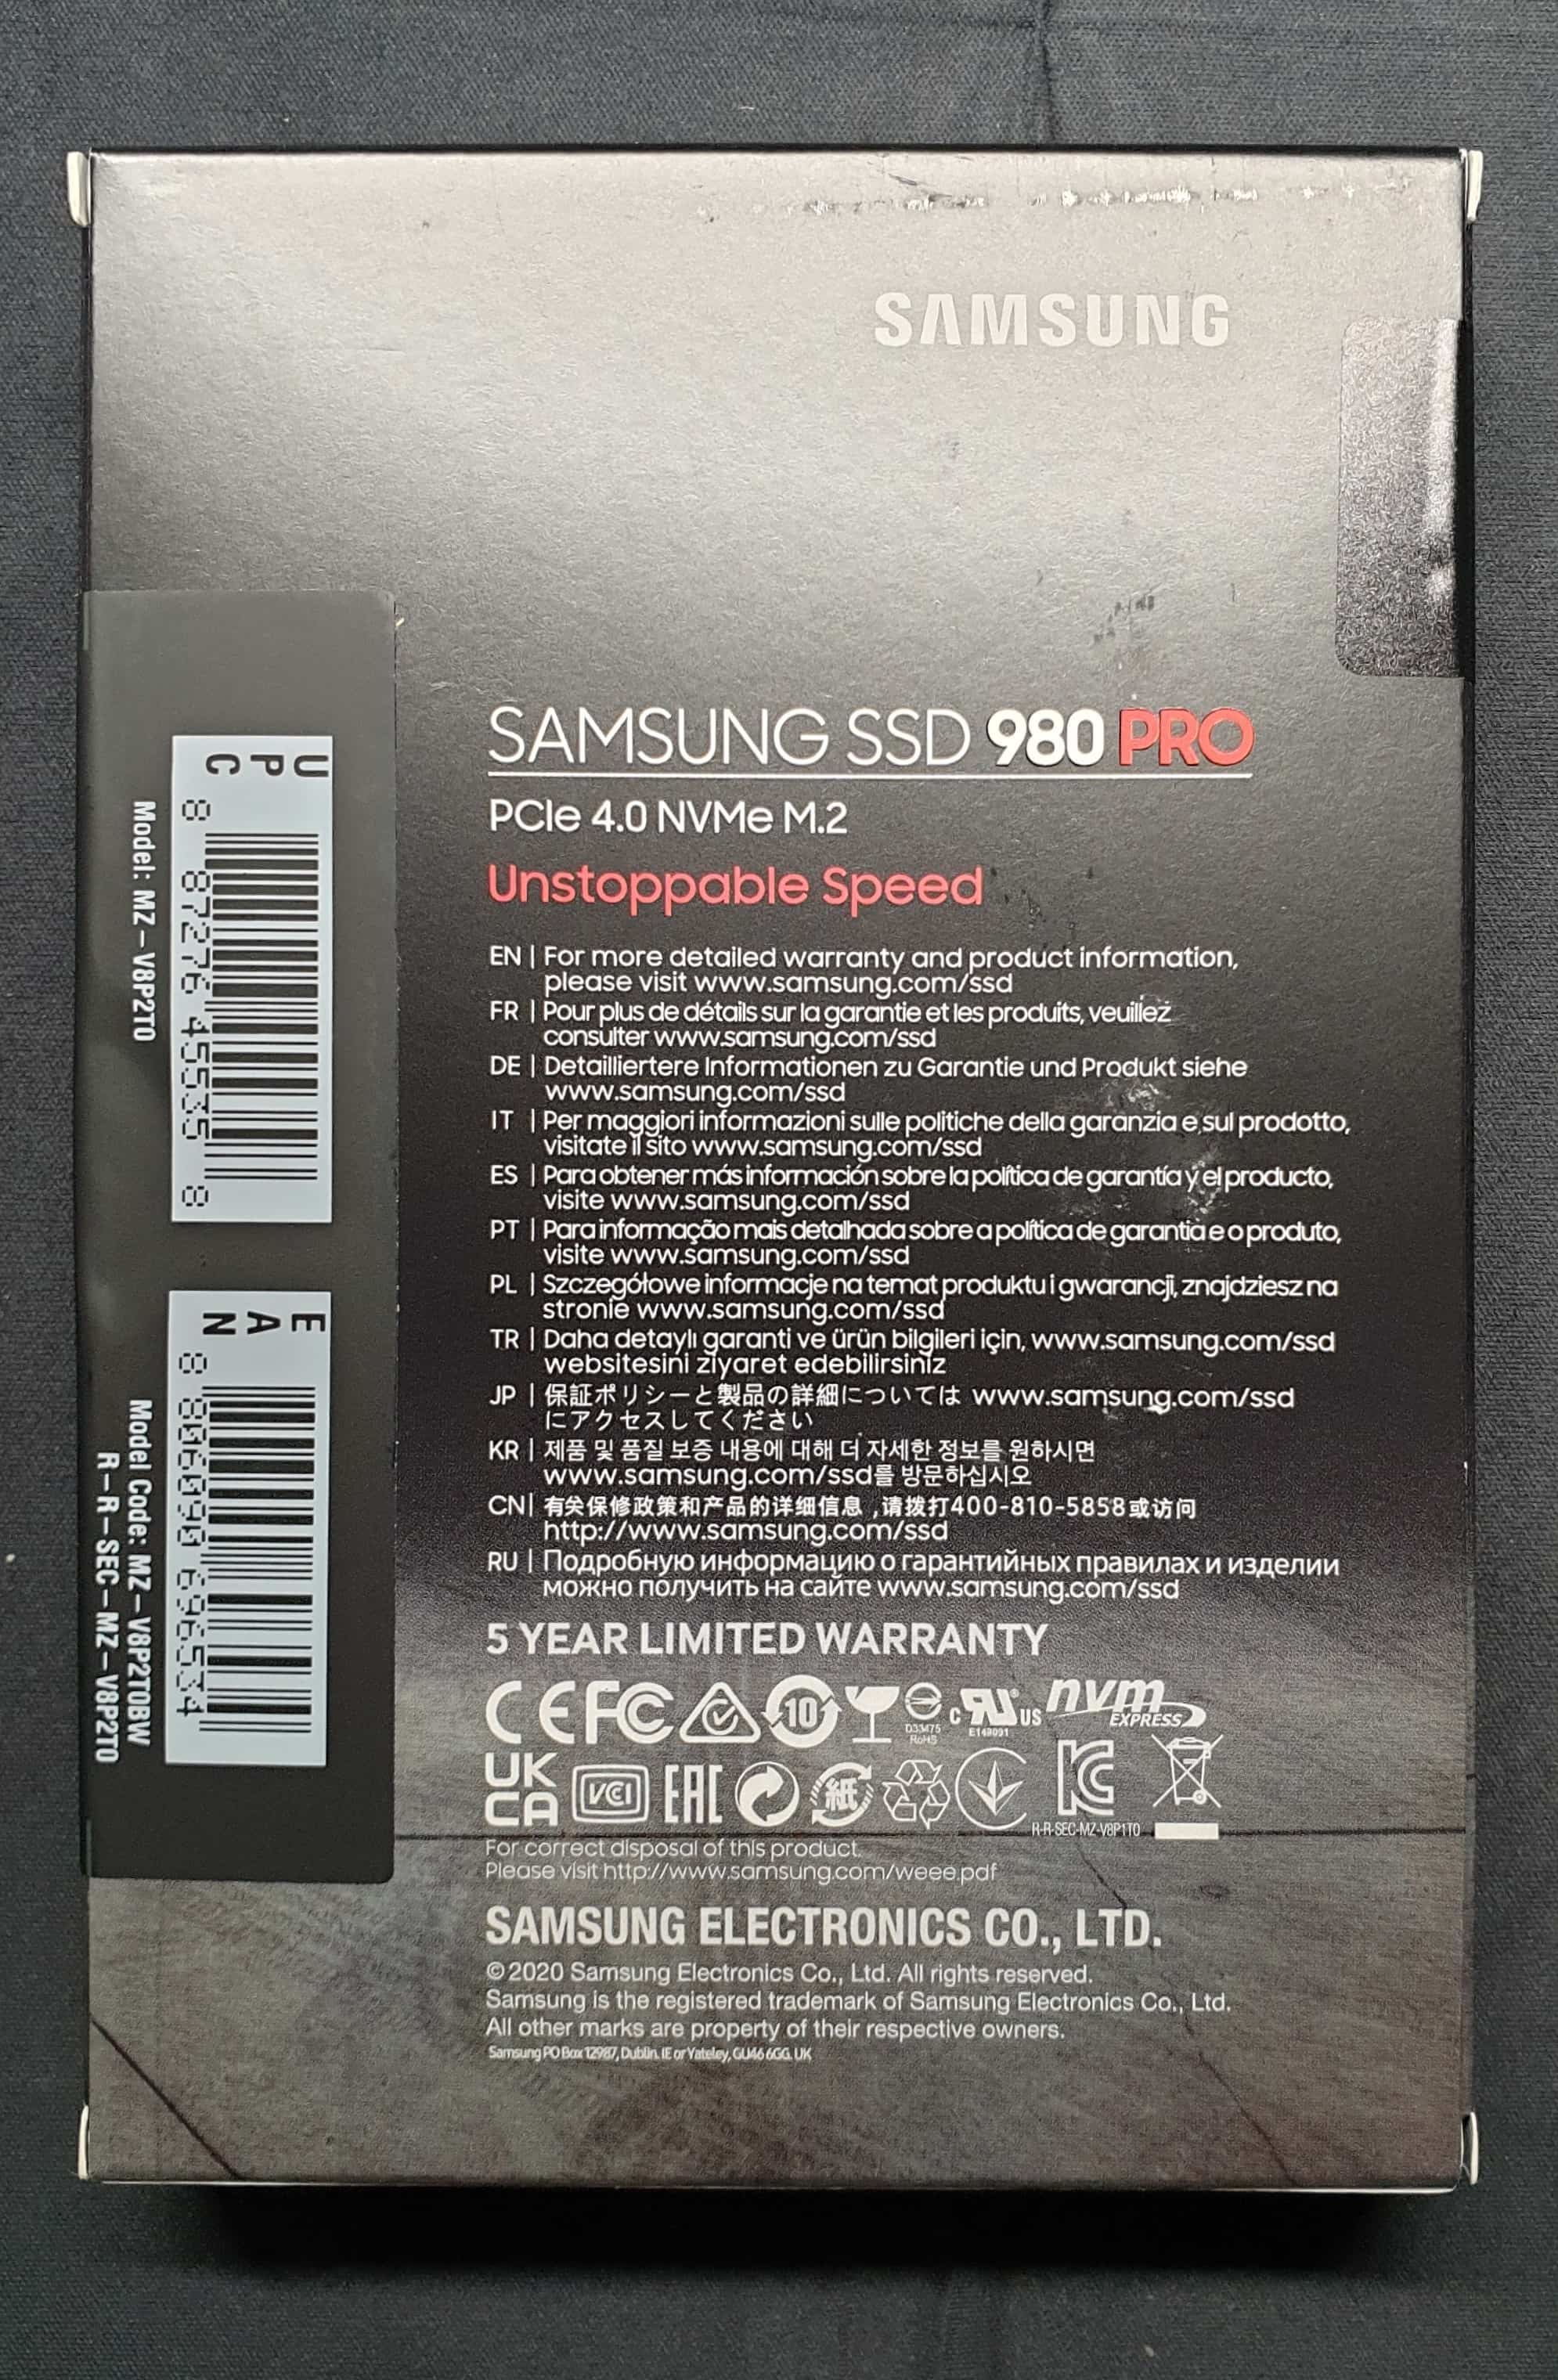 SAMSUNG
SAMSUNG SSD 980 PRO
PCIe 4.0 NVMe M.2
Unstoppable Speed
EN | For more detailed warranty and product information,
please visit www.samsung.com/ssd
FR | Pour plus de détails sur la garantie et les produits, veuillez
consulter www.samsung.com/ssd
DE | Detailliertere Informationen zu Garantie und Produkt siehe
www.samsung.com/ssd
IT | Per maggiori informazioni sulle politiche della garanzia e sul prodotto,
visitate il sito www.samsung.com/ssd
ES | Para obtener más información sobre la política de garantía y el producto,
visite www.samsung.com/ssd
PT | Para informação mais detalhada sobre a política de garantia e o produto,
visite www.samsung.com/ssd
PL | Szczegółowe informacje na temat produktu i gwarancji, znajdziesz na
stronie www.samsung.com/ssd
TR | Daha detaylı garanti ve ürün bilgileri için, www.samsung.com/ssd
websitesini ziyaret edebilirsiniz
JP | 保証ポリシーと製品の詳細については www.samsung.com/ssd
にアクセスしてください
KR | 제품 및 품질 보증 내용에 대해 더 자세한 정보를 원하시면
www.samsung.com/ssd를 방문하십시오
CN | 有关保修政策和产品的详细信息,请拨打400-810-5858或访问
http://www.samsung.com/ssd
RU | Подробную информацию о гарантийных правилах и изделии
можно получить на сайте www.samsung.com/ssd
5 YEAR LIMITED WARRANTY
CE FC 10 D33475 RoHS c RU US E149091 nvm EXPRESS
UK CA VCI EAC 紙 KC
R-R-SEC-MZ-V8P1T0
For correct disposal of this product.
Please visit http://www.samsung.com/weee.pdf
SAMSUNG ELECTRONICS CO., LTD.
©2020 Samsung Electronics Co., Ltd. All rights reserved.
Samsung is the registered trademark of Samsung Electronics Co., Ltd.
All other marks are property of their respective owners.
Samsung PO Box 12987, Dublin. IE or Yateley, GU46 6GG. UK
UPC
8 87276 45535 8
Model: MZ-V8P2T0
EAN
8 806090 696534
Model Code: MZ-V8P2T0BW
R-R-SEC-MZ-V8P2T0